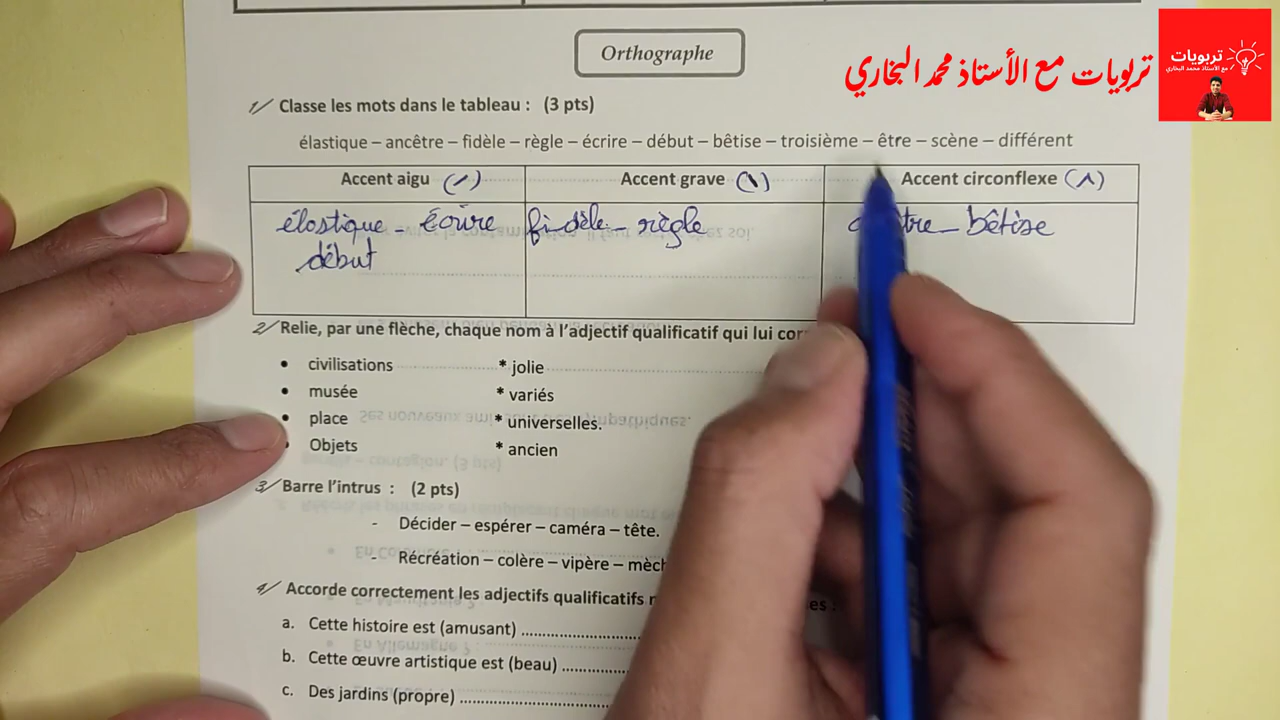 Orthographe
تربويات مع الأستاذ محمد البخاري
تربويات
مع الأستاذ محمد البخاري
1/ Classe les mots dans le tableau : (3 pts)
élastique – ancêtre – fidèle – règle – écrire – début – bêtise – troisième – être – scène – différent
Accent aigu (/) Accent grave (\) Accent circonflexe (^)
élastique - écrire fidèle - règle tre - bêtise
début
2/ Relie, par une flèche, chaque nom à l'adjectif qualificatif qui lui
• civilisations * jolie
• musée * variés
• place * universelles.
• Objets * ancien
3/ Barre l'intrus : (2 pts)
- Décider – espérer – caméra – tête.
- Récréation – colère – vipère –
4/ Accorde correctement les adjectifs qualificatifs
a. Cette histoire est (amusant) ....................
b. Cette œuvre artistique est (beau) .............
c. Des jardins (propre) ...............................